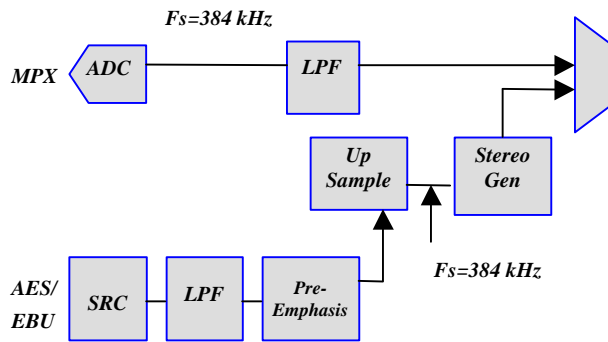 Fs=384 kHz
MPX
ADC
LPF
Up
Sample
Stereo
Gen
Fs=384 kHz
AES/
EBU
SRC
LPF
Pre-
Emphasis